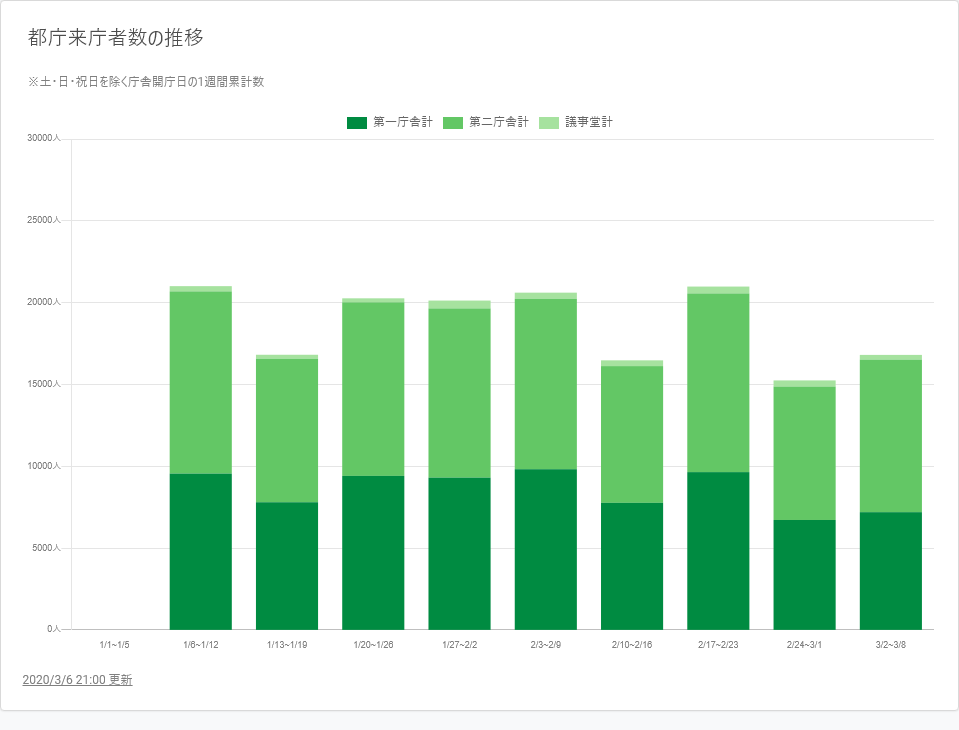 都庁来庁者数の推移
※土・日・祝日を除く庁舎開庁日の1週間累計数
第一庁舎計 第二庁舎計 議事堂計
30000人
25000人
20000人
15000人
10000人
5000人
0人
1/1~1/5 1/6~1/12 1/13~1/19 1/20~1/26 1/27~2/2 2/3~2/9 2/10~2/16 2/17~2/23 2/24~3/1 3/2~3/8
2020/3/6 21:00 更新